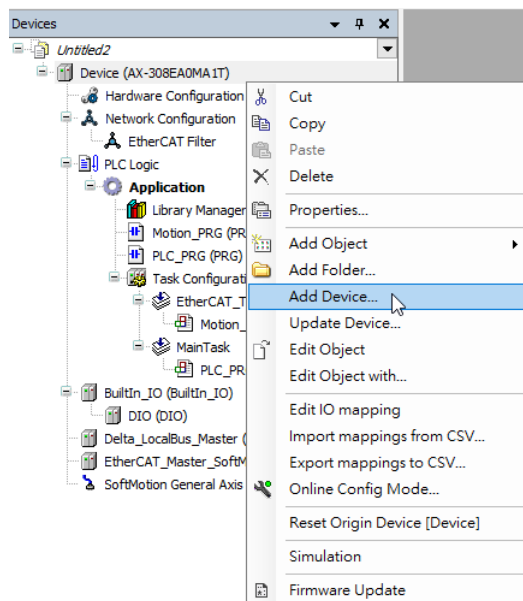 Devices
Untitled2
Device (AX-308EA0MA1T)
Hardware Configuration
Network Configuration
EtherCAT Filter
PLC Logic
Application
Library Manager
Motion_PRG (PR
PLC_PRG (PRG)
Task Configurati
EtherCAT_T
Motion_
MainTask
PLC_PR
BuiltIn_IO (BuiltIn_IO)
DIO (DIO)
Delta_LocalBus_Master (
EtherCAT_Master_SoftM
SoftMotion General Axis
Cut
Copy
Paste
Delete
Properties...
Add Object
Add Folder...
Add Device...
Update Device...
Edit Object
Edit Object with...
Edit IO mapping
Import mappings from CSV...
Export mappings to CSV...
Online Config Mode...
Reset Origin Device [Device]
Simulation
Firmware Update